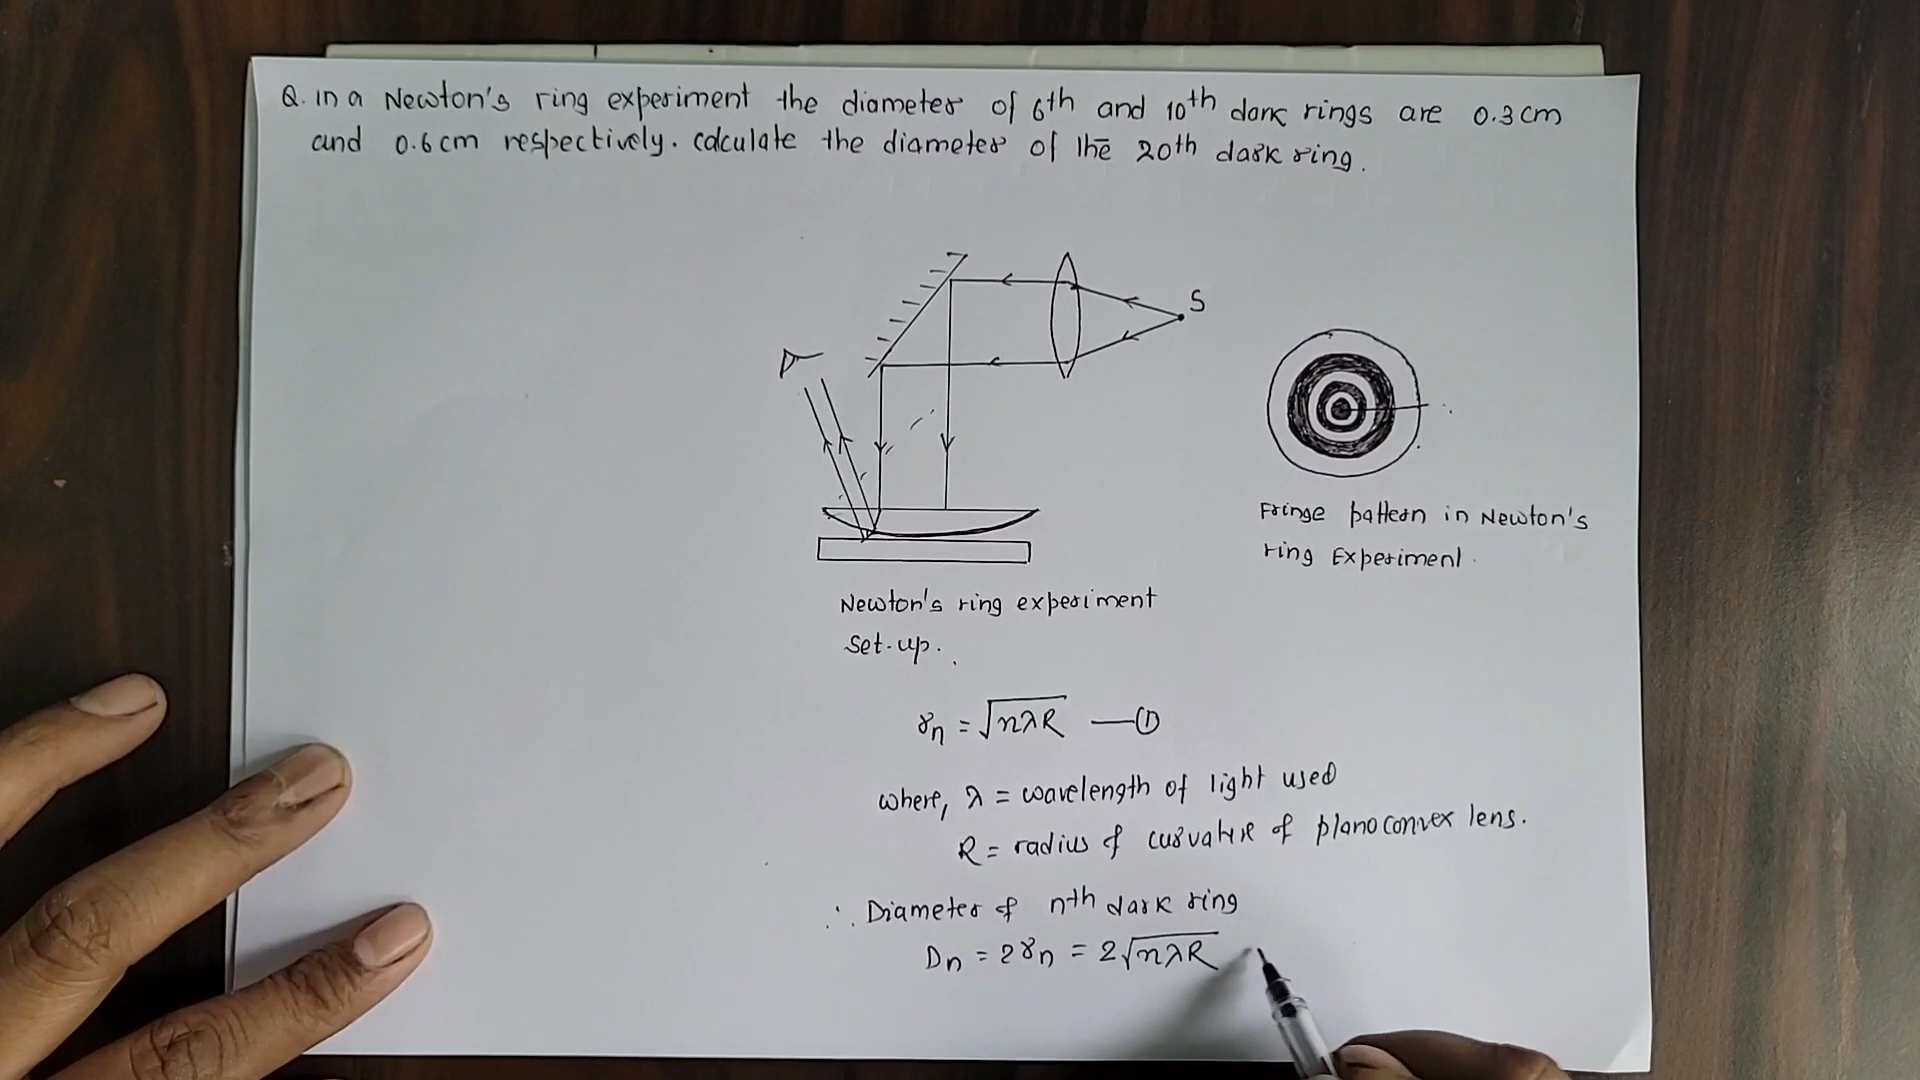 Q. In a Newton's ring experiment the diameter of 6th and 10th dark rings are 0.3cm
and 0.6cm respectively. calculate the diameter of the 20th dark ring.
S
Fringe pattern in Newton's
ring Experiment.
Newton's ring experiment
set-up.
rn = √nλR —①
where, λ = wavelength of light used
R = radius of curvature of planoconvex lens.
∴ Diameter of nth dark ring
Dn = 2rn = 2√nλR